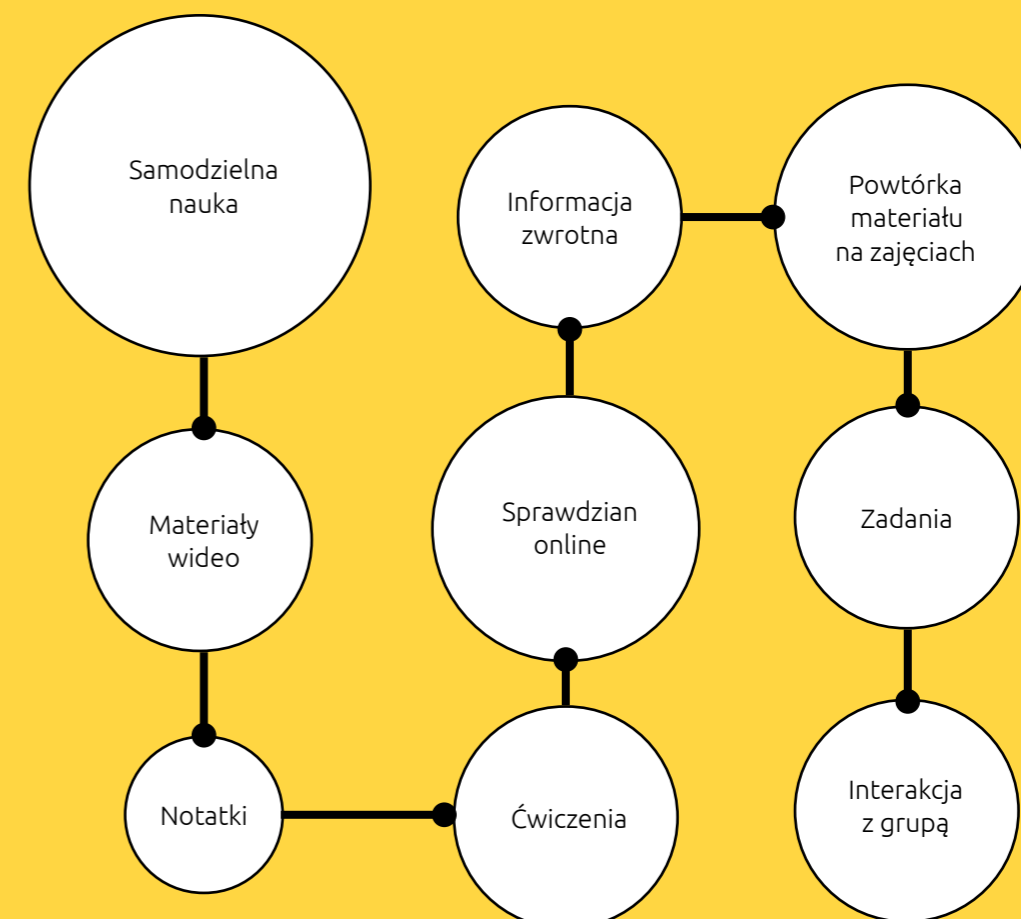 Samodzielna
nauka
Materiały
wideo
Notatki
Ćwiczenia
Sprawdzian
online
Informacja
zwrotna
Powtórka
materiału
na zajęciach
Zadania
Interakcja
z grupą